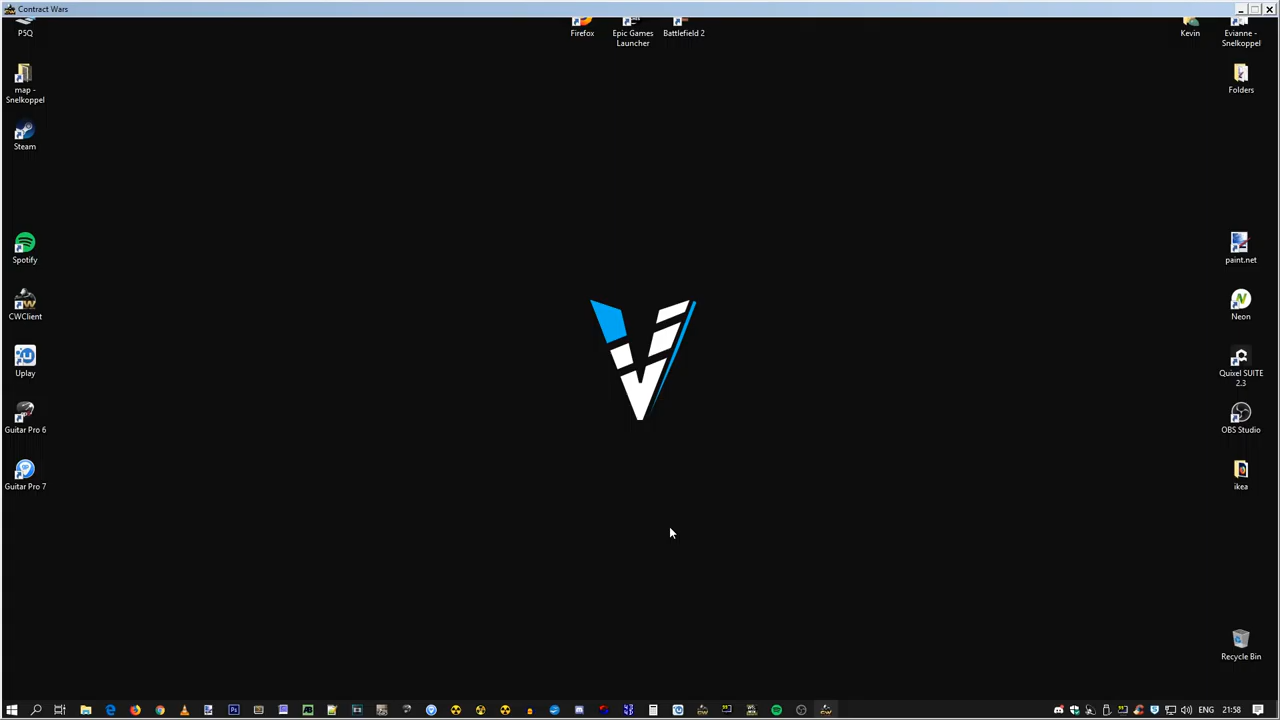 Contract Wars
P5Q
Firefox
Epic Games
Launcher
Battlefield 2
Kevin
Evianne -
Snelkoppel
map -
Snelkoppel
Folders
Steam
Spotify
paint.net
CWClient
Neon
Uplay
Quixel SUITE
2.3
Guitar Pro 6
OBS Studio
Guitar Pro 7
ikea
Recycle Bin
ENG
21:58